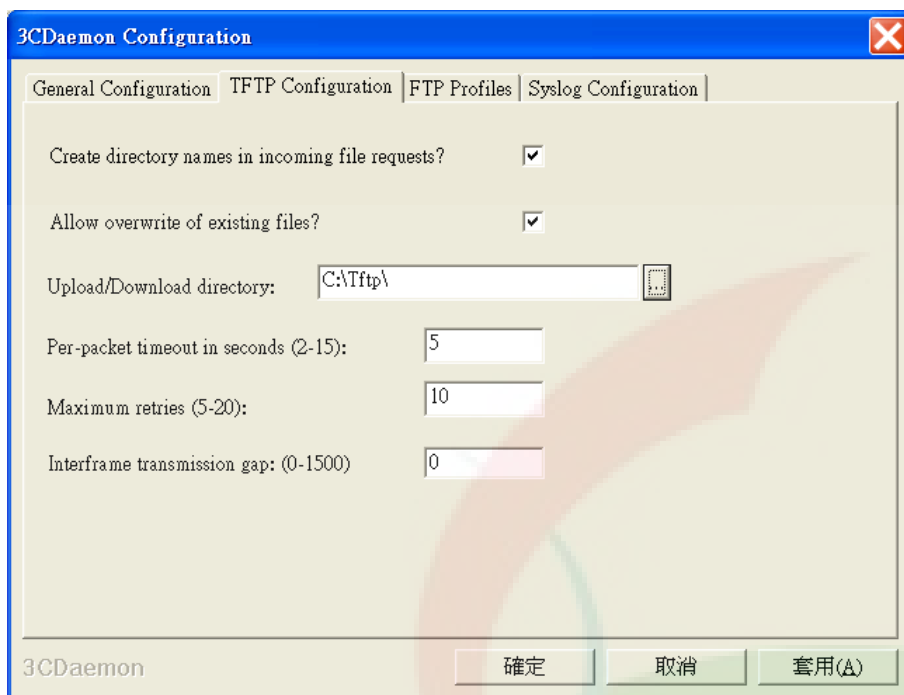 3CDaemon Configuration
General Configuration TFTP Configuration FTP Profiles Syslog Configuration
Create directory names in incoming file requests?
Allow overwrite of existing files?
Upload/Download directory: C:\Tftp\ ..
Per-packet timeout in seconds (2-15): 5
Maximum retries (5-20): 10
Interframe transmission gap: (0-1500) 0
3CDaemon 確定 取消 套用(A)